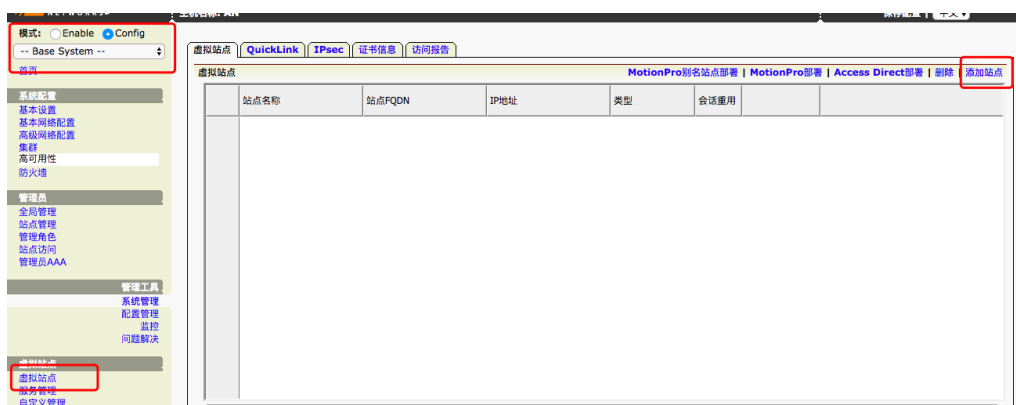 主机名称: AN
保存配置 | 中文
模式: Enable Config
-- Base System --
首页
系统配置
基本设置
基本网络配置
高级网络配置
集群
高可用性
防火墙
管理员
全局管理
站点管理
管理角色
站点访问
管理员AAA
管理工具
系统管理
配置管理
监控
问题解决
虚拟站点
虚拟站点
服务管理
自定义管理
虚拟站点 QuickLink IPsec 证书信息 访问报告
虚拟站点 MotionPro别名站点部署 | MotionPro部署 | Access Direct部署 | 删除 | 添加站点
站点名称 站点FQDN IP地址 类型 会话重用